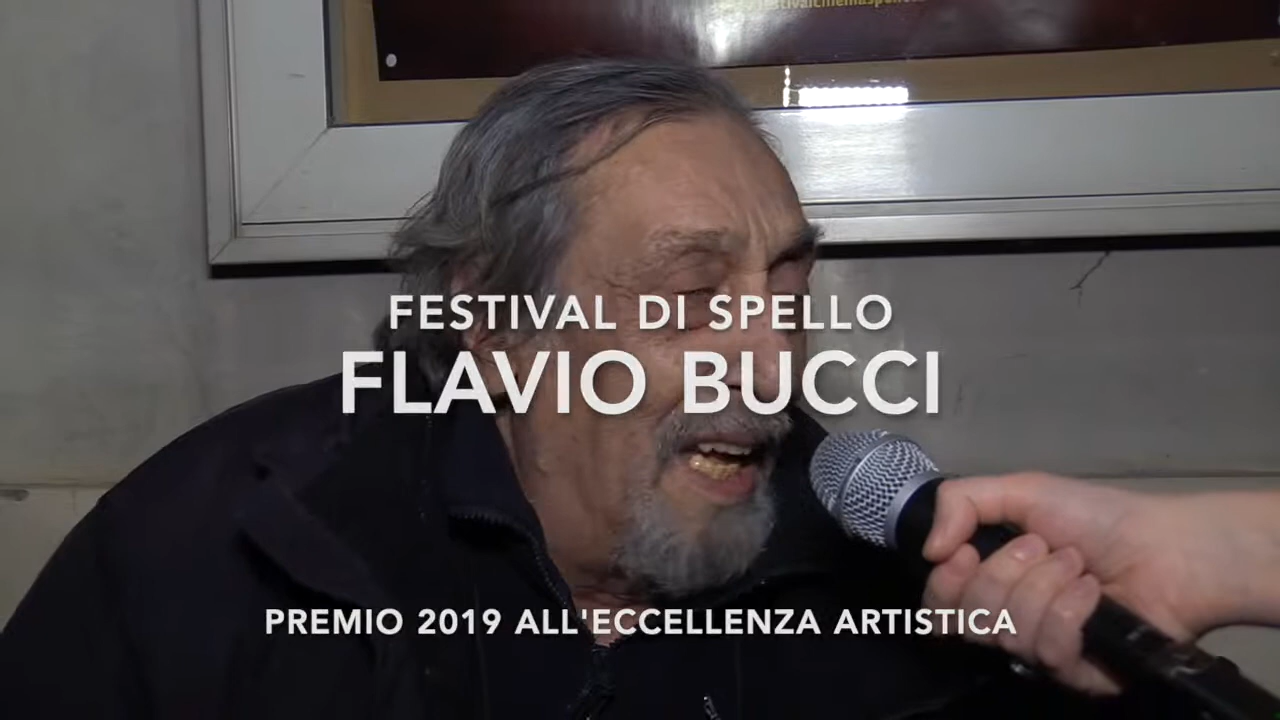 FESTIVAL DI SPELLO
FLAVIO BUCCI
PREMIO 2019 ALL'ECCELLENZA ARTISTICA